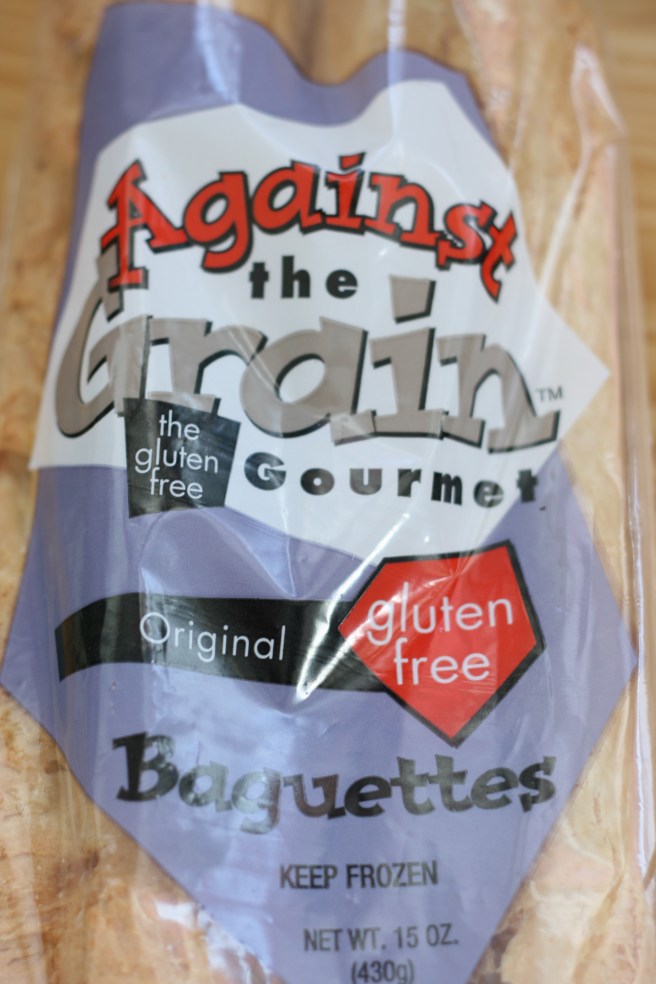 Against
the
Grain™
the
gluten
free
Gourmet
Original
gluten
free
Baguettes
KEEP FROZEN
NET WT. 15 OZ.
(430g)